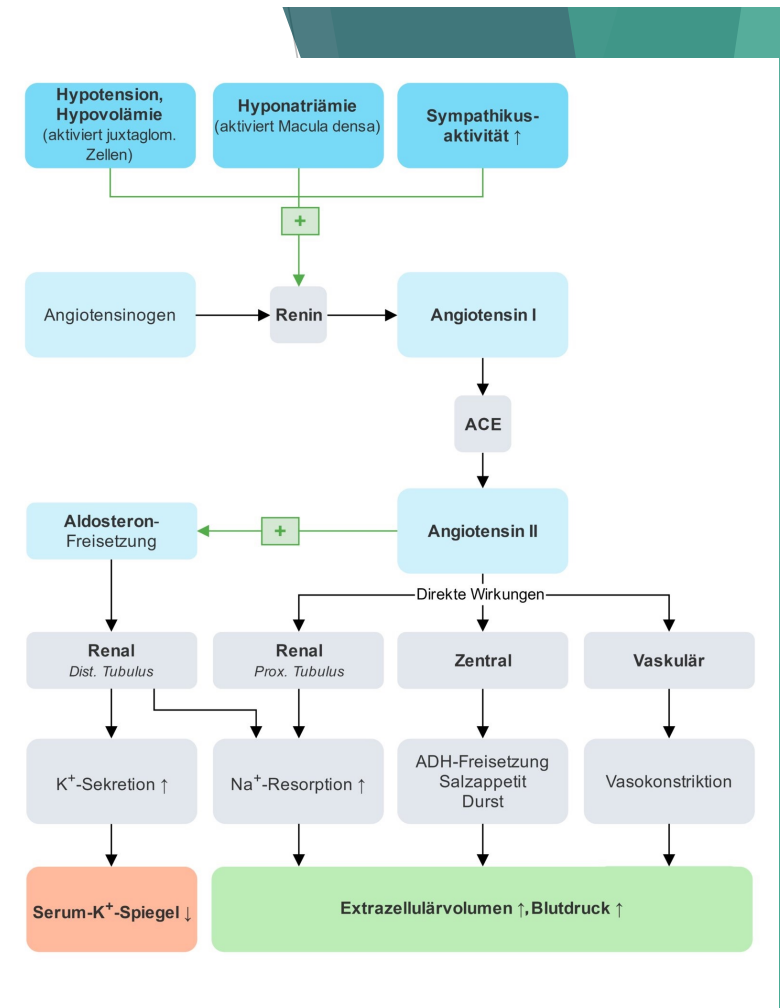 Hypotension,
Hypovolämie
(aktiviert juxtaglom.
Zellen)
Hyponatriämie
(aktiviert Macula densa)
Sympathikus-
aktivität ↑
+
Angiotensinogen
Renin
Angiotensin I
ACE
Aldosteron-
Freisetzung
+
Angiotensin II
Direkte Wirkungen
Renal
Dist. Tubulus
Renal
Prox. Tubulus
Zentral
Vaskulär
K⁺-Sekretion ↑
Na⁺-Resorption ↑
ADH-Freisetzung
Salzappetit
Durst
Vasokonstriktion
Serum-K⁺-Spiegel ↓
Extrazellulärvolumen ↑, Blutdruck ↑